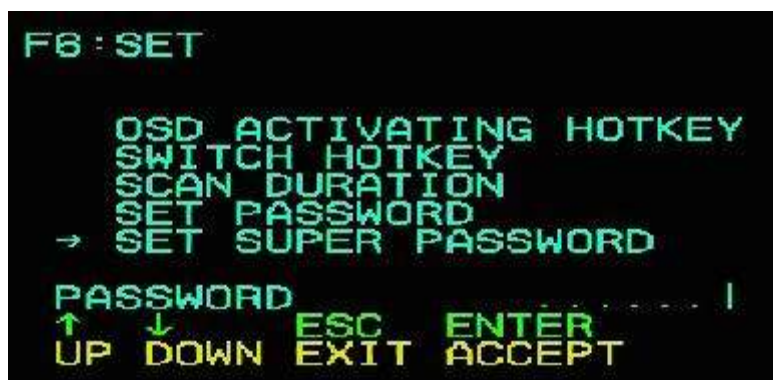 F6:SET
OSD ACTIVATING HOTKEY
SWITCH HOTKEY
SCAN DURATION
SET PASSWORD
→ SET SUPER PASSWORD
PASSWORD ......|
↑ ↓ ESC ENTER
UP DOWN EXIT ACCEPT